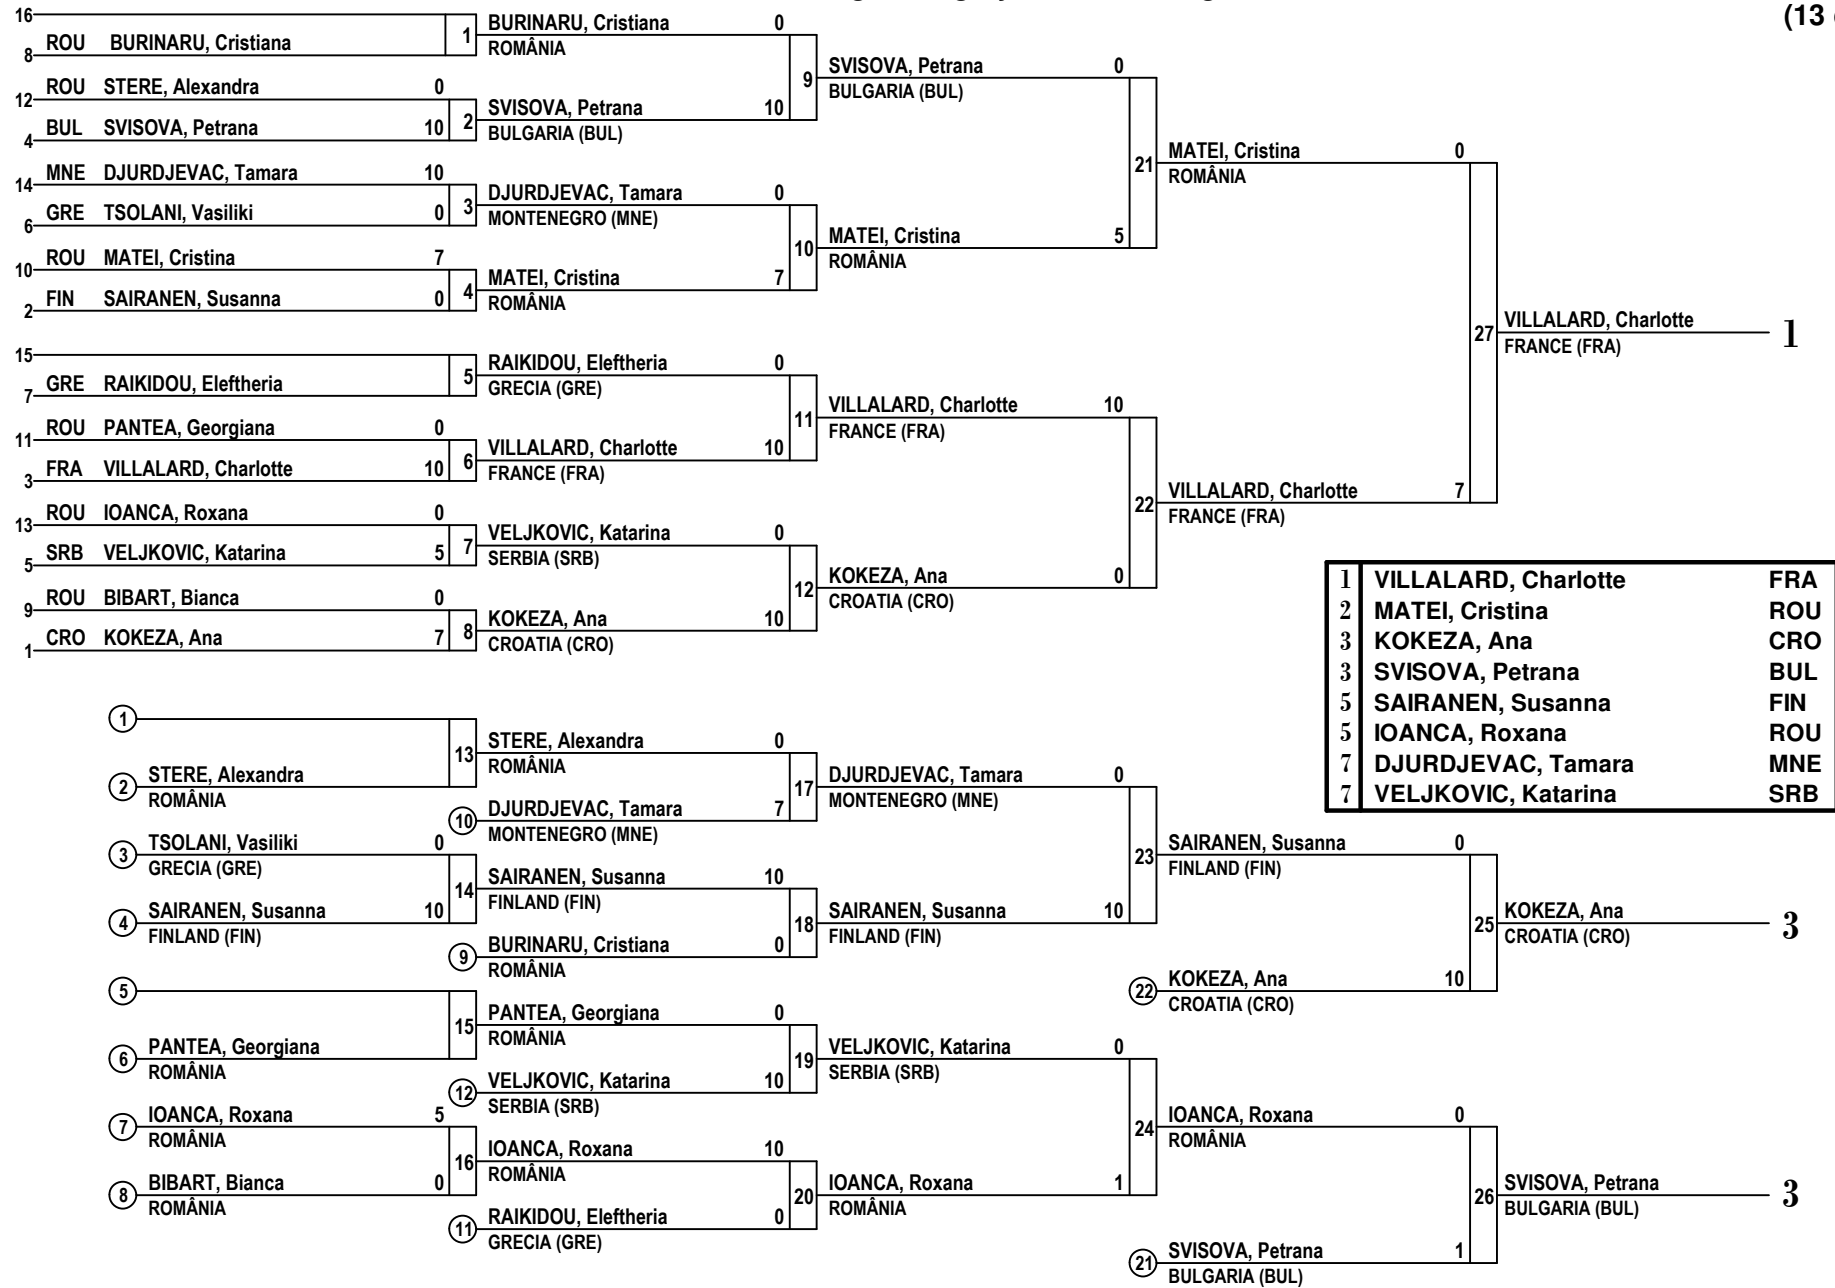 (13
16
ROU BURINARU, Cristiana
8
1
BURINARU, Cristiana 0
ROMÂNIA
ROU STERE, Alexandra 0
12
BUL SVISOVA, Petrana 10
4
2
SVISOVA, Petrana 10
BULGARIA (BUL)
9
SVISOVA, Petrana 0
BULGARIA (BUL)
MNE DJURDJEVAC, Tamara 10
14
GRE TSOLANI, Vasiliki 0
6
3
DJURDJEVAC, Tamara 0
MONTENEGRO (MNE)
ROU MATEI, Cristina 7
10
FIN SAIRANEN, Susanna 0
2
4
MATEI, Cristina 7
ROMÂNIA
10
MATEI, Cristina 5
ROMÂNIA
21
MATEI, Cristina 0
ROMÂNIA
15
GRE RAIKIDOU, Eleftheria
7
5
RAIKIDOU, Eleftheria 0
GRECIA (GRE)
ROU PANTEA, Georgiana 0
11
FRA VILLALARD, Charlotte 10
3
6
VILLALARD, Charlotte 10
FRANCE (FRA)
11
VILLALARD, Charlotte 10
FRANCE (FRA)
ROU IOANCA, Roxana 0
13
SRB VELJKOVIC, Katarina 5
5
7
VELJKOVIC, Katarina 0
SERBIA (SRB)
ROU BIBART, Bianca 0
9
CRO KOKEZA, Ana 7
1
8
KOKEZA, Ana 10
CROATIA (CRO)
12
KOKEZA, Ana 0
CROATIA (CRO)
22
VILLALARD, Charlotte 7
FRANCE (FRA)
27
VILLALARD, Charlotte
FRANCE (FRA)
1
1 VILLALARD, Charlotte FRA
2 MATEI, Cristina ROU
3 KOKEZA, Ana CRO
3 SVISOVA, Petrana BUL
5 SAIRANEN, Susanna FIN
5 IOANCA, Roxana ROU
7 DJURDJEVAC, Tamara MNE
7 VELJKOVIC, Katarina SRB
1
2
STERE, Alexandra
ROMÂNIA
13
STERE, Alexandra 0
ROMÂNIA
10
DJURDJEVAC, Tamara 7
MONTENEGRO (MNE)
17
DJURDJEVAC, Tamara 0
MONTENEGRO (MNE)
3
TSOLANI, Vasiliki 0
GRECIA (GRE)
4
SAIRANEN, Susanna 10
FINLAND (FIN)
14
SAIRANEN, Susanna 10
FINLAND (FIN)
9
BURINARU, Cristiana 0
ROMÂNIA
18
SAIRANEN, Susanna 10
FINLAND (FIN)
23
SAIRANEN, Susanna 0
FINLAND (FIN)
22
KOKEZA, Ana 10
CROATIA (CRO)
25
KOKEZA, Ana
CROATIA (CRO)
3
5
6
PANTEA, Georgiana
ROMÂNIA
15
PANTEA, Georgiana 0
ROMÂNIA
12
VELJKOVIC, Katarina 10
SERBIA (SRB)
19
VELJKOVIC, Katarina 0
SERBIA (SRB)
7
IOANCA, Roxana 5
ROMÂNIA
8
BIBART, Bianca 0
ROMÂNIA
16
IOANCA, Roxana 10
ROMÂNIA
11
RAIKIDOU, Eleftheria 0
GRECIA (GRE)
20
IOANCA, Roxana 1
ROMÂNIA
24
IOANCA, Roxana 0
ROMÂNIA
21
SVISOVA, Petrana 1
BULGARIA (BUL)
26
SVISOVA, Petrana
BULGARIA (BUL)
3